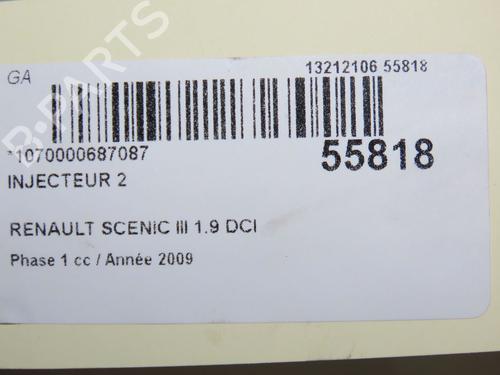 GA 13212106 55818
*1070000687087 55818
INJECTEUR 2
RENAULT SCENIC III 1.9 DCI
Phase 1 cc / Année 2009
B-PARTS